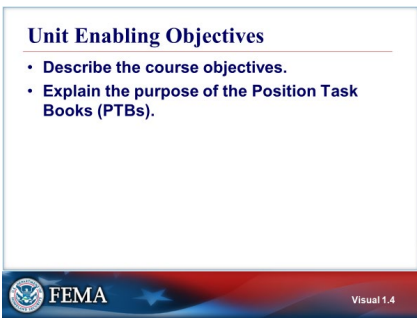 Unit Enabling Objectives
• Describe the course objectives.
• Explain the purpose of the Position Task
Books (PTBs).
FEMA
Visual 1.4